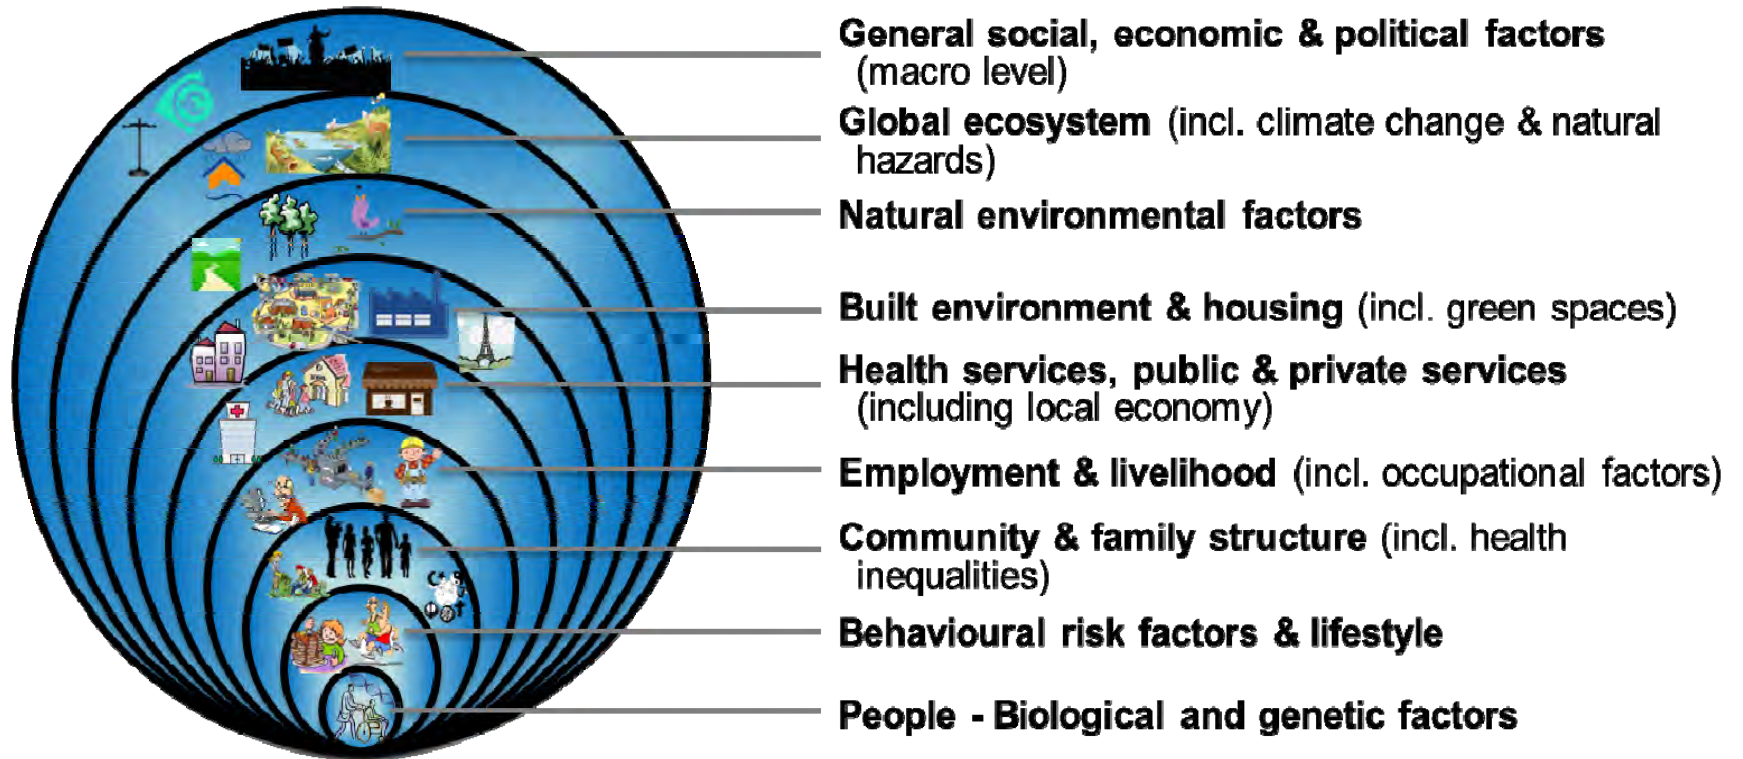 General social, economic & political factors
(macro level)
Global ecosystem (incl. climate change & natural
hazards)
Natural environmental factors
Built environment & housing (incl. green spaces)
Health services, public & private services
(including local economy)
Employment & livelihood (incl. occupational factors)
Community & family structure (incl. health
inequalities)
Behavioural risk factors & lifestyle
People - Biological and genetic factors